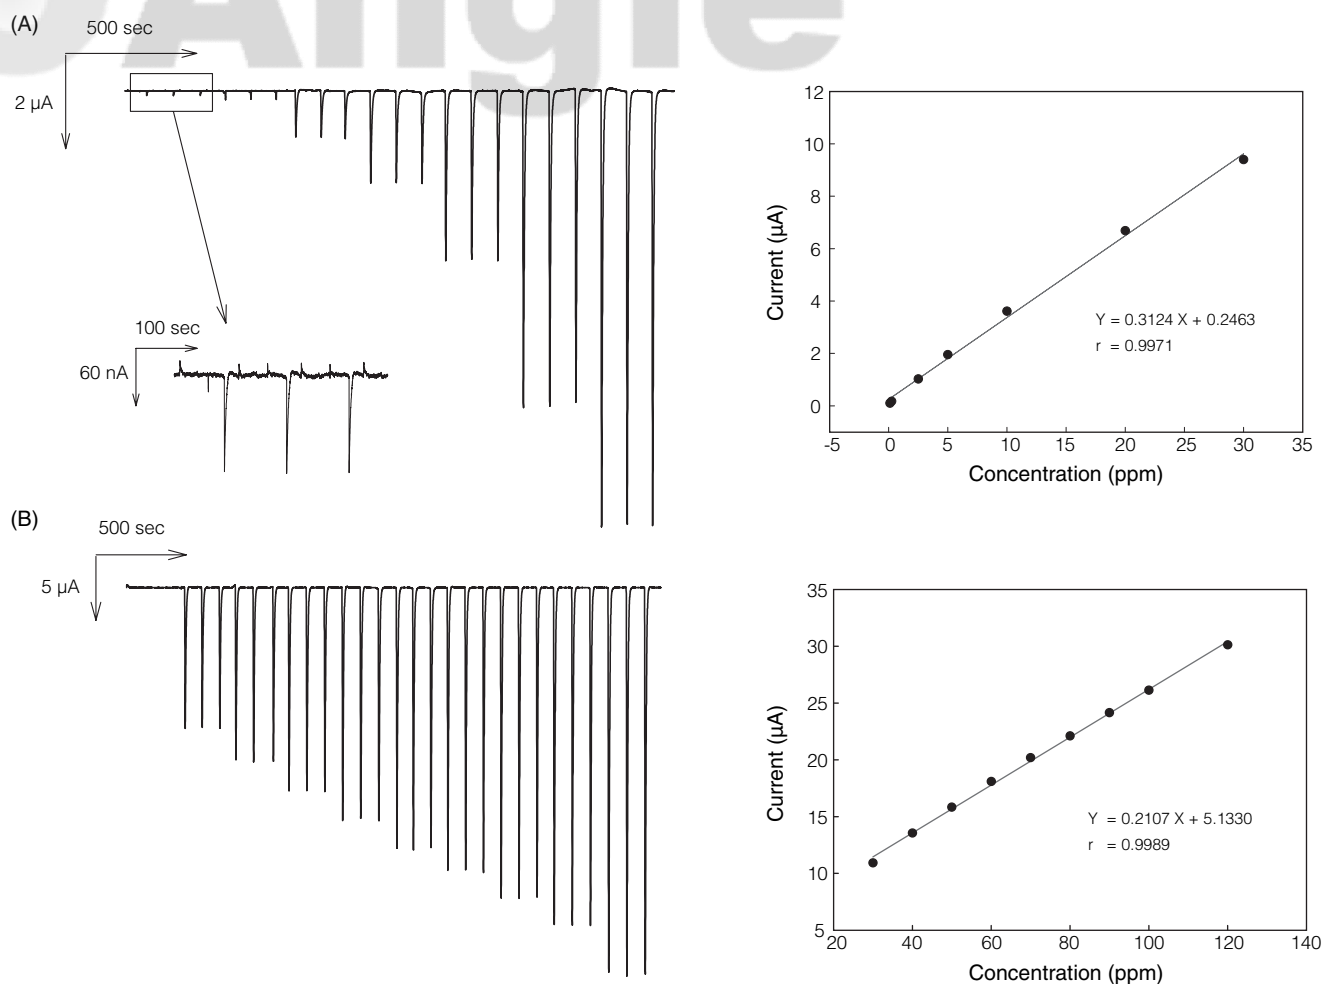 Angle
(A)
500 sec
2 µA
100 sec
60 nA
12
10
8
6
4
2
0
-5 0 5 10 15 20 25 30 35
Current (µA)
Concentration (ppm)
Y = 0.3124 X + 0.2463
r = 0.9971
(B)
500 sec
5 µA
35
30
25
20
15
10
5
20 40 60 80 100 120 140
Current (µA)
Concentration (ppm)
Y = 0.2107 X + 5.1330
r = 0.9989